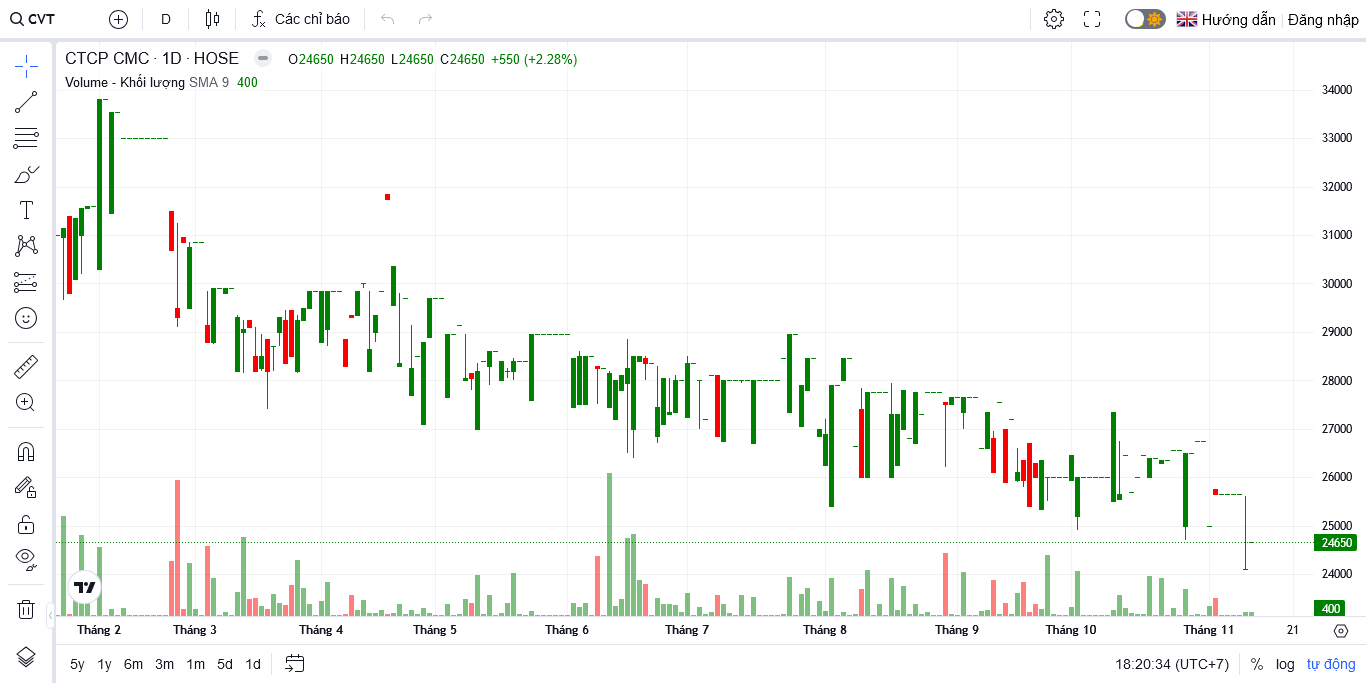 CVT D Các chỉ báo Hướng dẫn Đăng nhập
CTCP CMC · 1D · HOSE O24650 H24650 L24650 C24650 +550 (+2.28%)
Volume - Khối lượng SMA 9 400
34000
33000
32000
31000
30000
29000
28000
27000
26000
25000
24650
24000
400
Tháng 2 Tháng 3 Tháng 4 Tháng 5 Tháng 6 Tháng 7 Tháng 8 Tháng 9 Tháng 10 Tháng 11 21
5y 1y 6m 3m 1m 5d 1d 18:20:34 (UTC+7) % log tự động